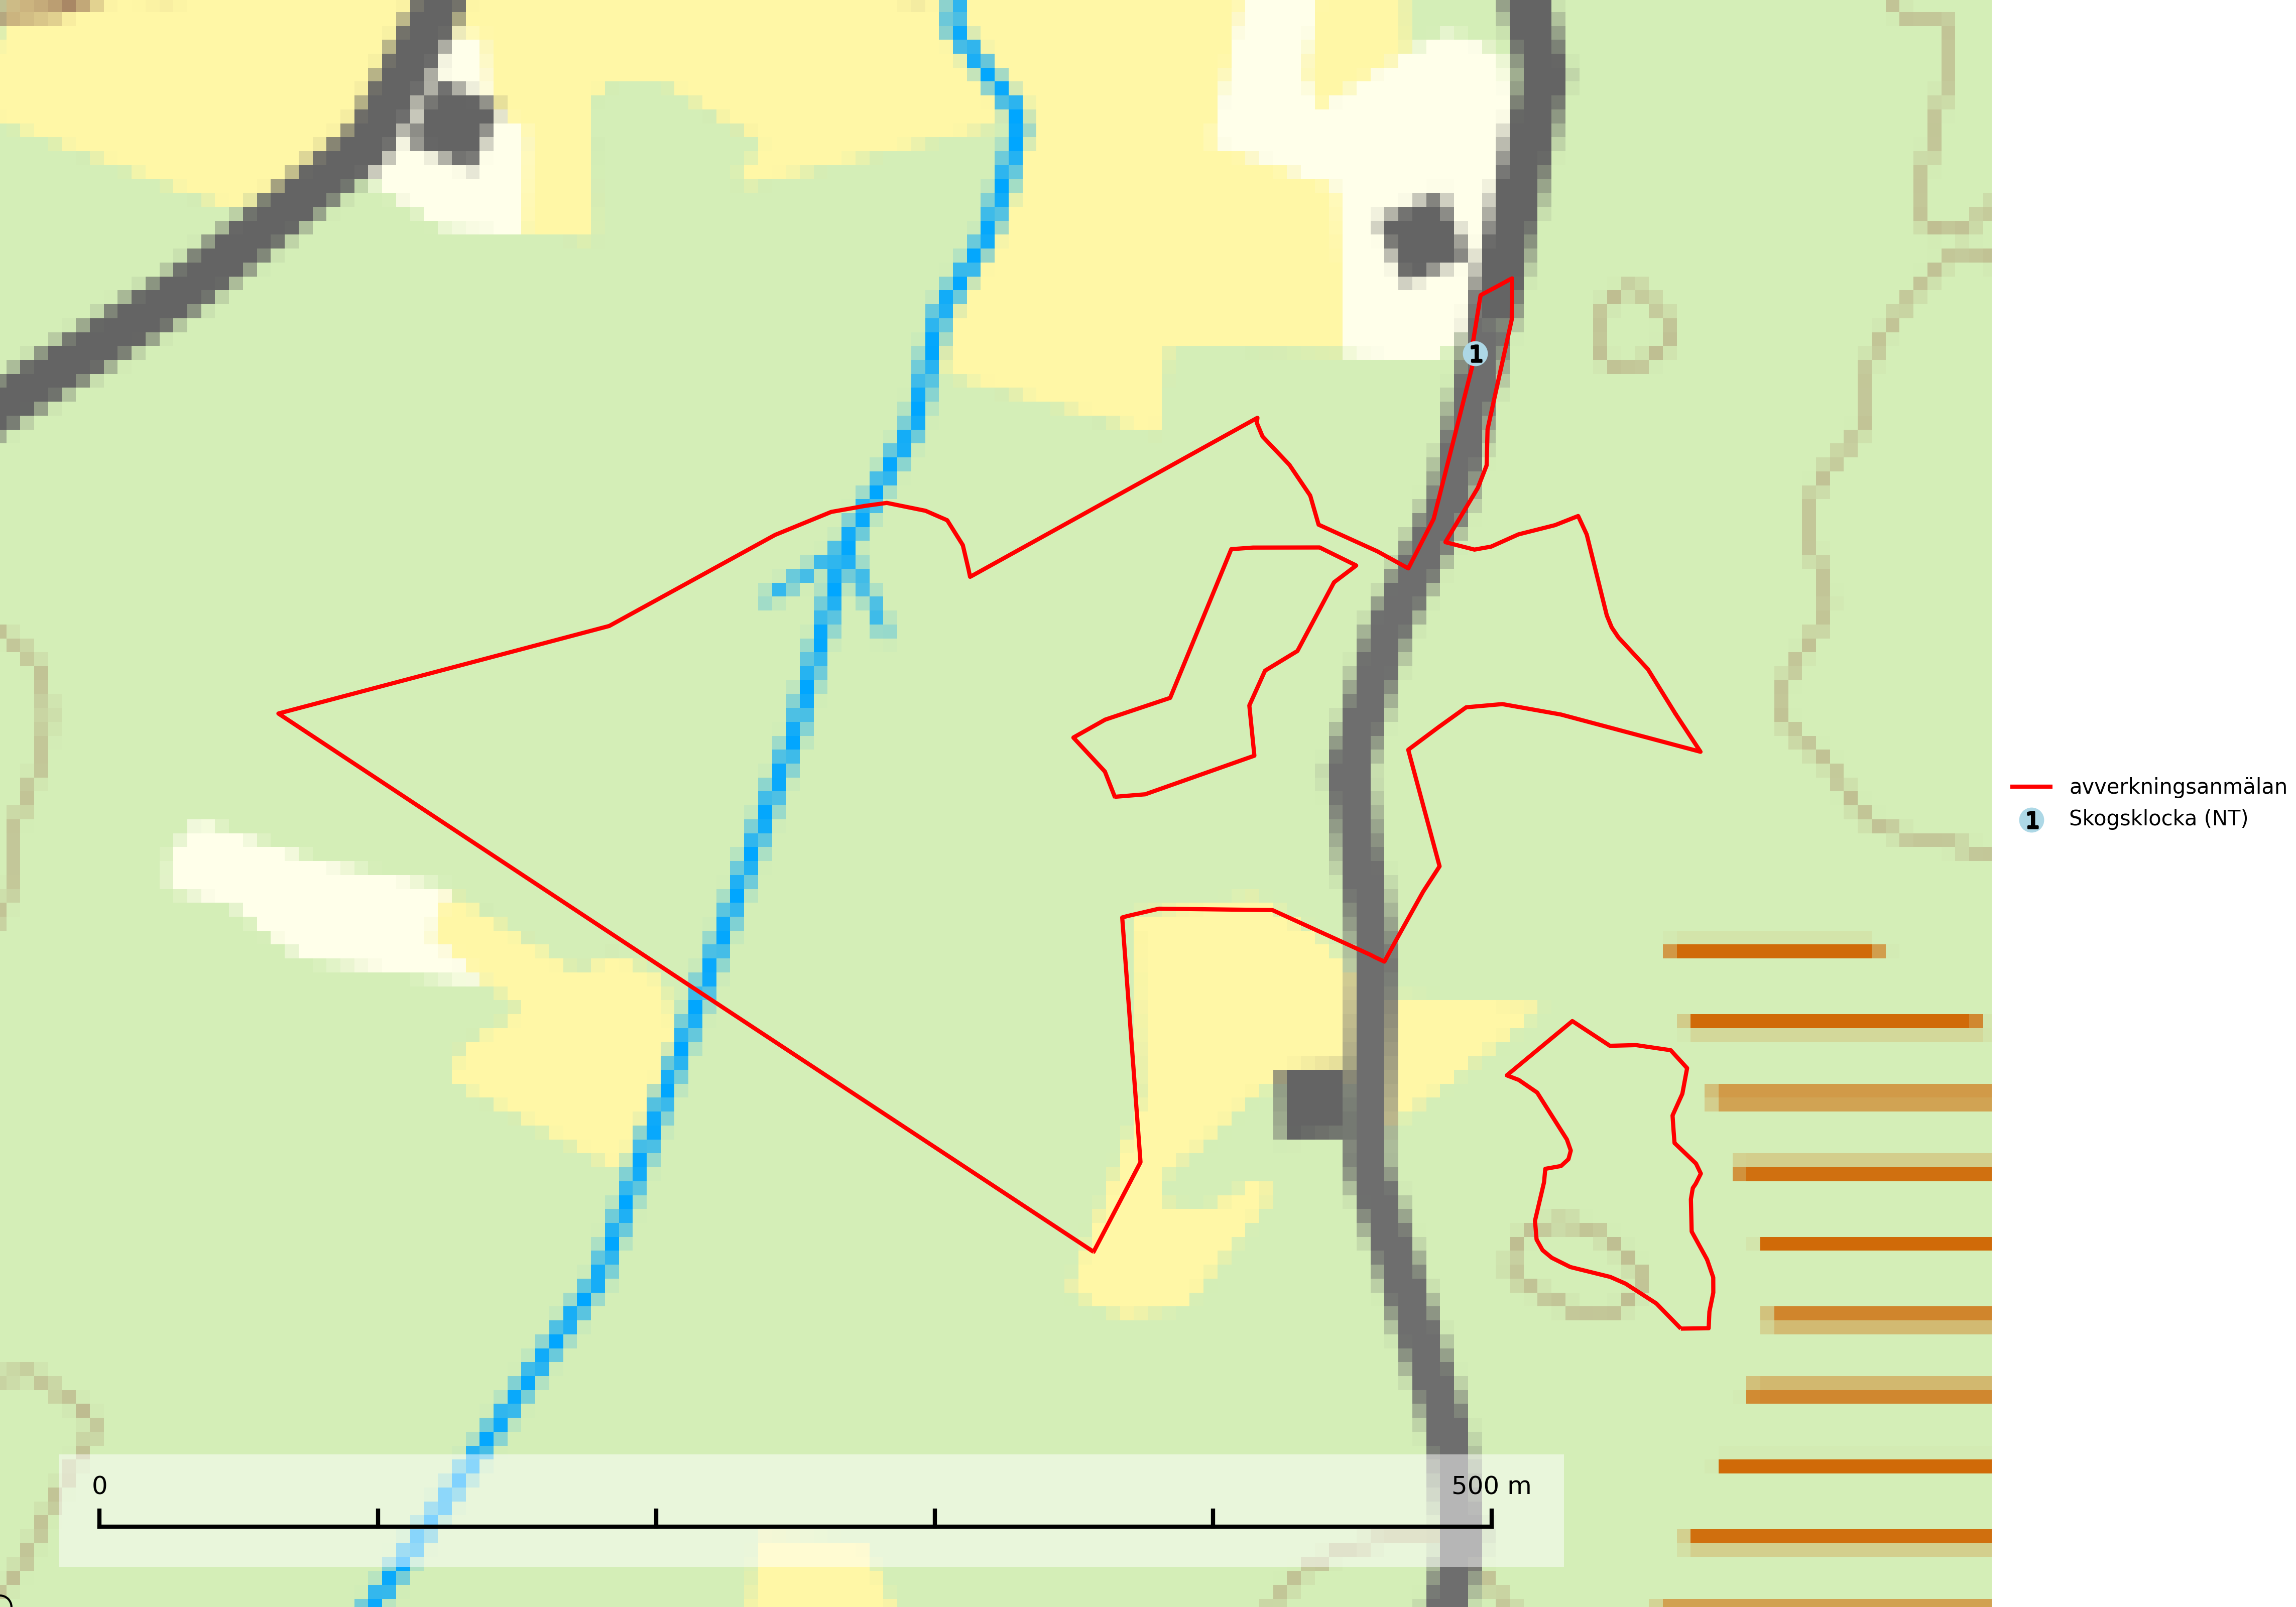 1
avverkningsanmälan
1 Skogsklocka (NT)
0 500 m